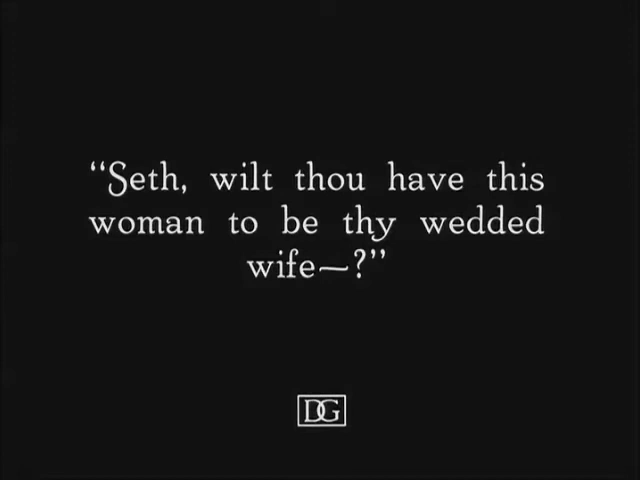 “Seth, wilt thou have this
woman to be thy wedded
wife—?”
DG